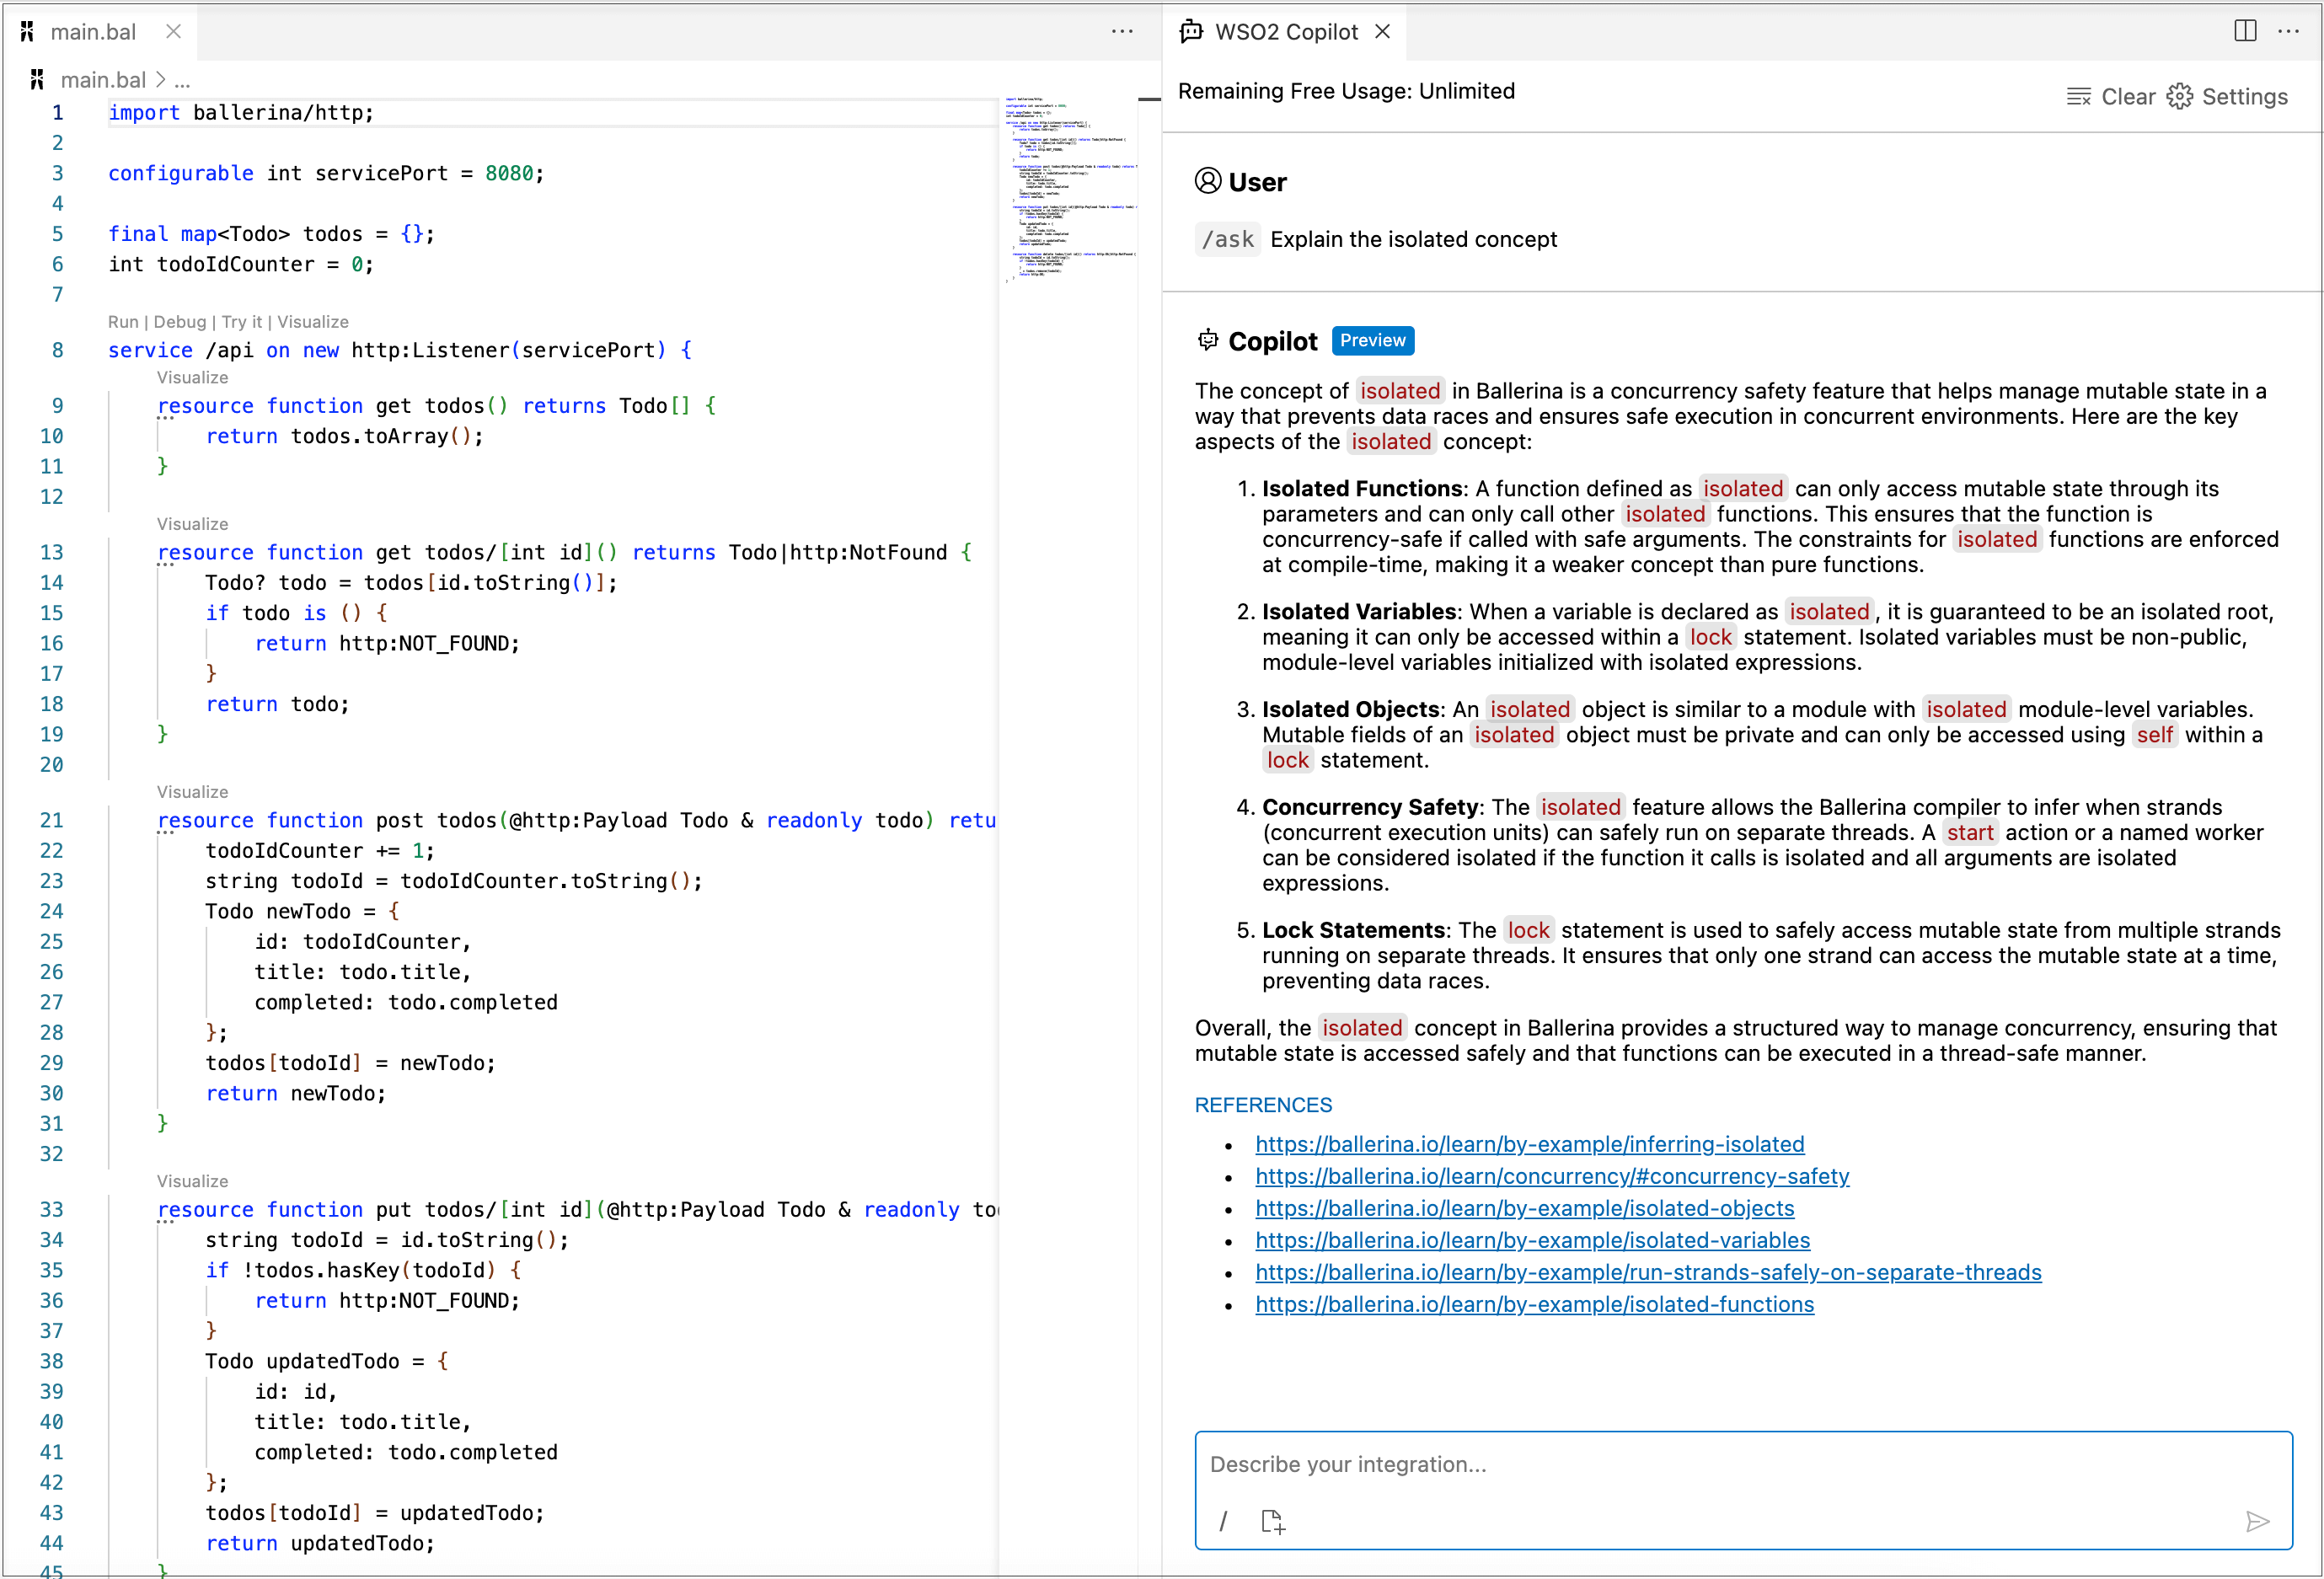 main.bal
main.bal > ...
1 import ballerina/http;
2
3 configurable int servicePort = 8080;
4
5 final map<Todo> todos = {};
6 int todoIdCounter = 0;
7
Run | Debug | Try it | Visualize
8 service /api on new http:Listener(servicePort) {
Visualize
9 resource function get todos() returns Todo[] {
10 return todos.toArray();
11 }
12
Visualize
13 resource function get todos/[int id]() returns Todo|http:NotFound {
14 Todo? todo = todos[id.toString()];
15 if todo is () {
16 return http:NOT_FOUND;
17 }
18 return todo;
19 }
20
Visualize
21 resource function post todos(@http:Payload Todo & readonly todo) retu
22 todoIdCounter += 1;
23 string todoId = todoIdCounter.toString();
24 Todo newTodo = {
25 id: todoIdCounter,
26 title: todo.title,
27 completed: todo.completed
28 };
29 todos[todoId] = newTodo;
30 return newTodo;
31 }
32
Visualize
33 resource function put todos/[int id](@http:Payload Todo & readonly to
34 string todoId = id.toString();
35 if !todos.hasKey(todoId) {
36 return http:NOT_FOUND;
37 }
38 Todo updatedTodo = {
39 id: id,
40 title: todo.title,
41 completed: todo.completed
42 };
43 todos[todoId] = updatedTodo;
44 return updatedTodo;
45 }
WSO2 Copilot
Remaining Free Usage: Unlimited
Clear Settings
User
/ask Explain the isolated concept
Copilot Preview
The concept of isolated in Ballerina is a concurrency safety feature that helps manage mutable state in a
way that prevents data races and ensures safe execution in concurrent environments. Here are the key
aspects of the isolated concept:
1. Isolated Functions: A function defined as isolated can only access mutable state through its
parameters and can only call other isolated functions. This ensures that the function is
concurrency-safe if called with safe arguments. The constraints for isolated functions are enforced
at compile-time, making it a weaker concept than pure functions.
2. Isolated Variables: When a variable is declared as isolated, it is guaranteed to be an isolated root,
meaning it can only be accessed within a lock statement. Isolated variables must be non-public,
module-level variables initialized with isolated expressions.
3. Isolated Objects: An isolated object is similar to a module with isolated module-level variables.
Mutable fields of an isolated object must be private and can only be accessed using self within a
lock statement.
4. Concurrency Safety: The isolated feature allows the Ballerina compiler to infer when strands
(concurrent execution units) can safely run on separate threads. A start action or a named worker
can be considered isolated if the function it calls is isolated and all arguments are isolated
expressions.
5. Lock Statements: The lock statement is used to safely access mutable state from multiple strands
running on separate threads. It ensures that only one strand can access the mutable state at a time,
preventing data races.
Overall, the isolated concept in Ballerina provides a structured way to manage concurrency, ensuring that
mutable state is accessed safely and that functions can be executed in a thread-safe manner.
REFERENCES
• https://ballerina.io/learn/by-example/inferring-isolated
• https://ballerina.io/learn/concurrency/#concurrency-safety
• https://ballerina.io/learn/by-example/isolated-objects
• https://ballerina.io/learn/by-example/isolated-variables
• https://ballerina.io/learn/by-example/run-strands-safely-on-separate-threads
• https://ballerina.io/learn/by-example/isolated-functions
Describe your integration...
/